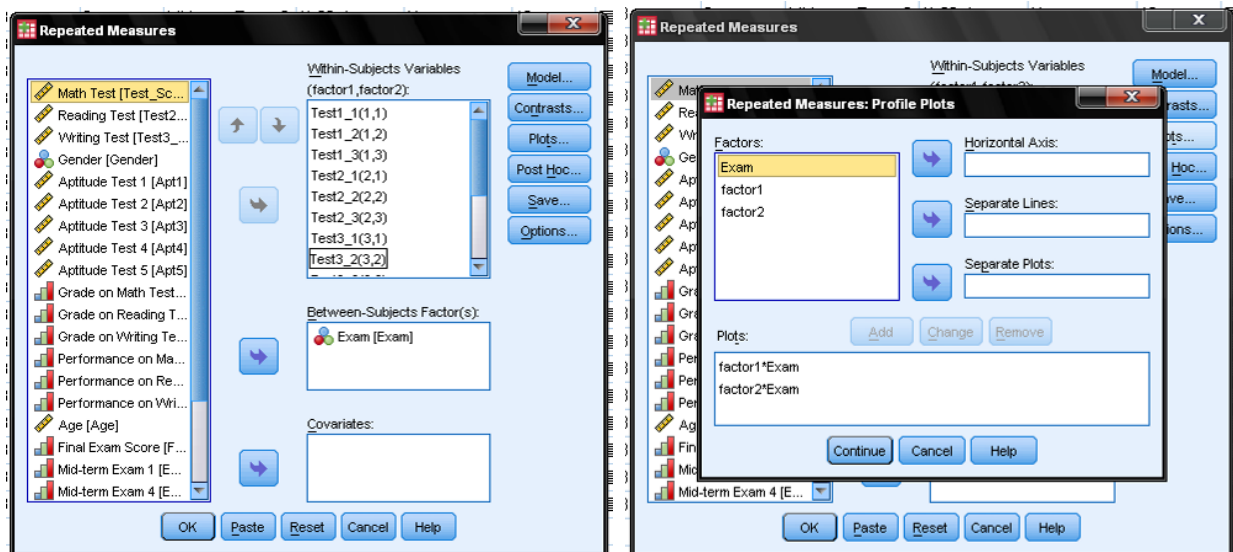 Repeated Measures
Math Test [Test_Sc...
Reading Test [Test2...
Writing Test [Test3_...
Gender [Gender]
Aptitude Test 1 [Apt1]
Aptitude Test 2 [Apt2]
Aptitude Test 3 [Apt3]
Aptitude Test 4 [Apt4]
Aptitude Test 5 [Apt5]
Grade on Math Test...
Grade on Reading T...
Grade on Writing Te...
Performance on Ma...
Performance on Re...
Performance on Wri...
Age [Age]
Final Exam Score [F...
Mid-term Exam 1 [E...
Mid-term Exam 4 [E...
Within-Subjects Variables
(factor1,factor2):
Test1_1(1,1)
Test1_2(1,2)
Test1_3(1,3)
Test2_1(2,1)
Test2_2(2,2)
Test2_3(2,3)
Test3_1(3,1)
Test3_2(3,2)
Between-Subjects Factor(s):
Exam [Exam]
Covariates:
Model...
Contrasts...
Plots...
Post Hoc...
Save...
Options...
OK Paste Reset Cancel Help
Repeated Measures
Within-Subjects Variables
Model...
Repeated Measures: Profile Plots
Factors:
Exam
factor1
factor2
Horizontal Axis:
Separate Lines:
Separate Plots:
Add Change Remove
Plots:
factor1*Exam
factor2*Exam
Continue Cancel Help
Mid-term Exam 4 [E...
OK Paste Reset Cancel Help